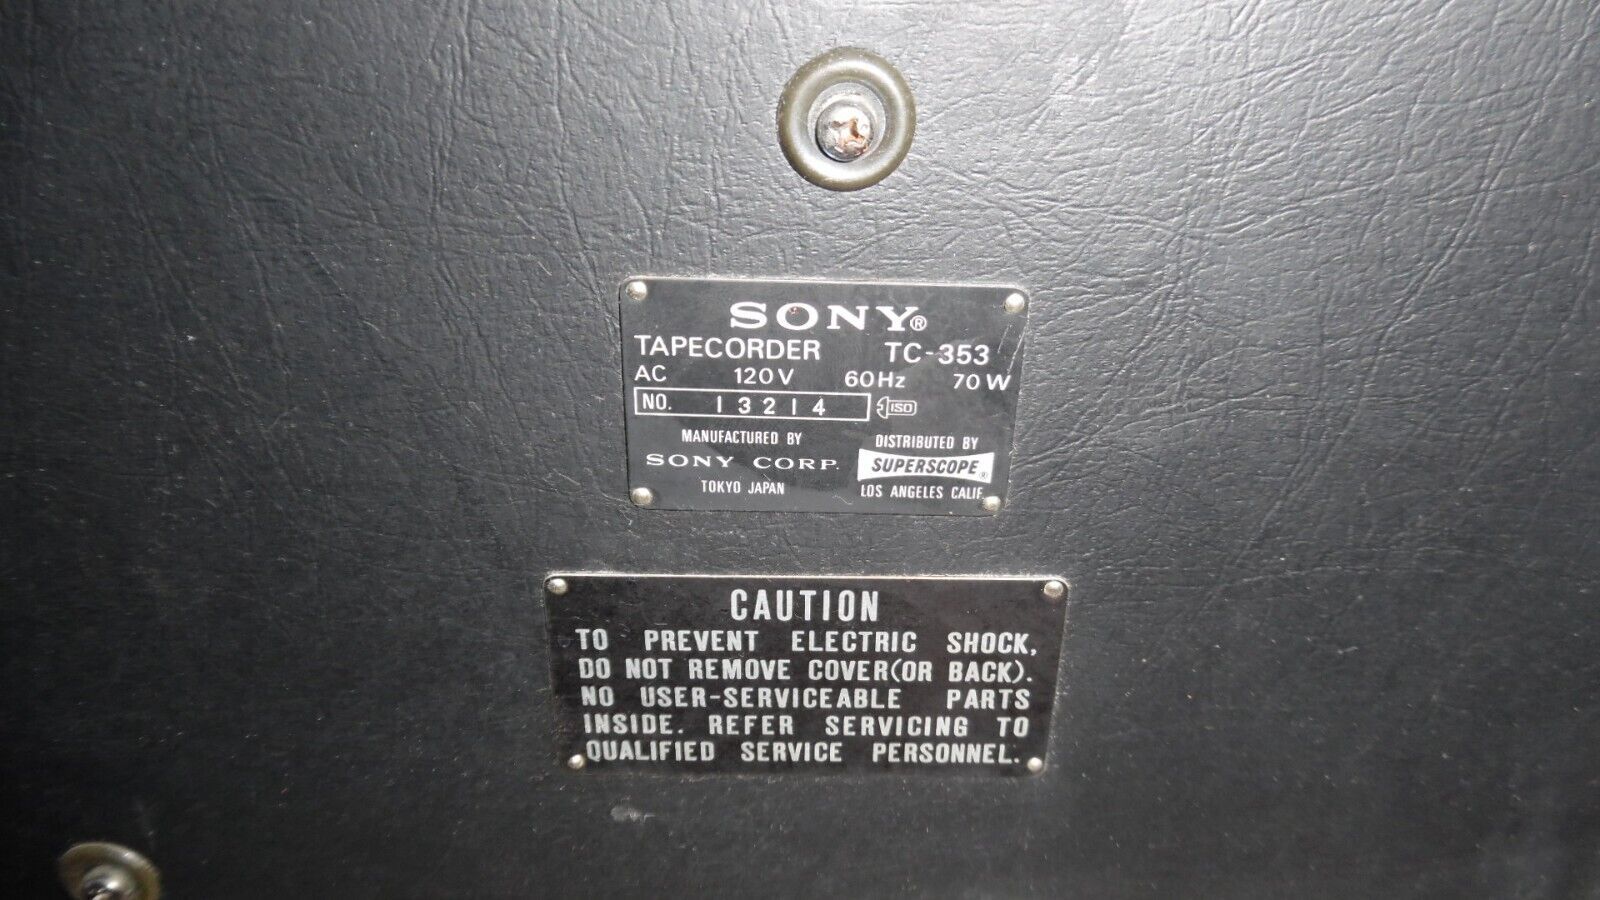 SONY®
TAPECORDER TC-353
AC 120V 60Hz 70W
NO. 13214 ISO
MANUFACTURED BY
SONY CORP.
TOKYO JAPAN
DISTRIBUTED BY
SUPERSCOPE®
LOS ANGELES CALIF.
CAUTION
TO PREVENT ELECTRIC SHOCK,
DO NOT REMOVE COVER(OR BACK).
NO USER-SERVICEABLE PARTS
INSIDE. REFER SERVICING TO
QUALIFIED SERVICE PERSONNEL.